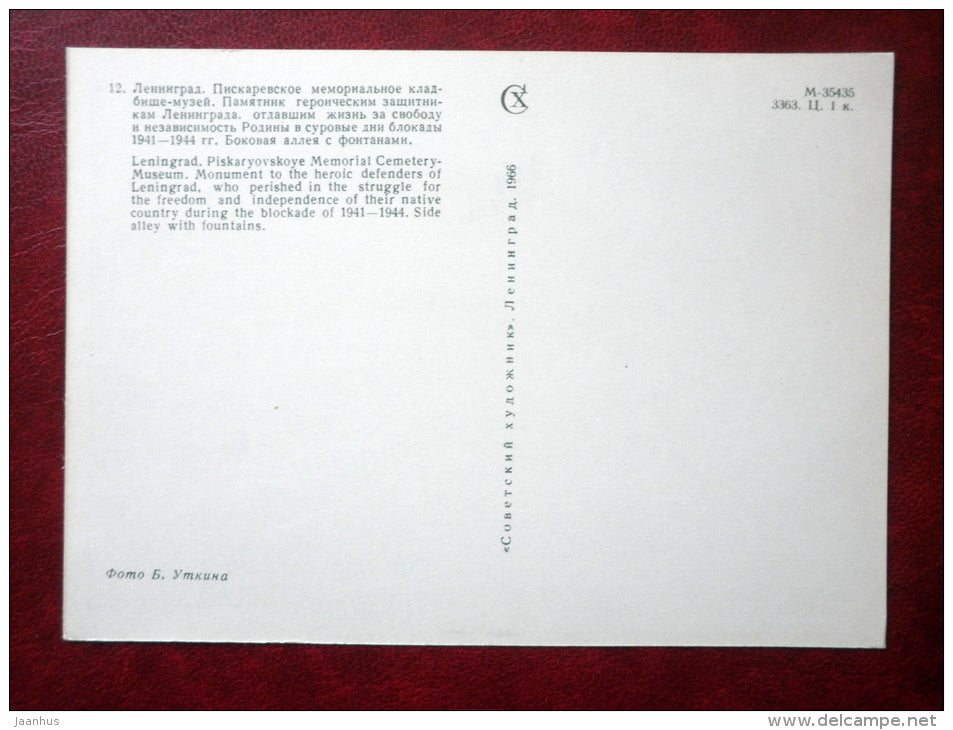 12. Ленинград. Пискаревское мемориальное клад-
бище-музей. Памятник героическим защитни-
кам Ленинграда, отдавшим жизнь за свободу
и независимость Родины в суровые дни блокады
1941—1944 гг. Боковая аллея с фонтанами.
Leningrad. Piskaryovskoye Memorial Cemetery-
Museum. Monument to the heroic defenders of
Leningrad, who perished in the struggle for
the freedom and independence of their native
country during the blockade of 1941—1944. Side
alley with fountains.
Фото Б. Уткина
СХ
«Советский художник». Ленинград. 1966
М-35435
3363. Ц. 1 к.
jaanhus
www.delcampe.net